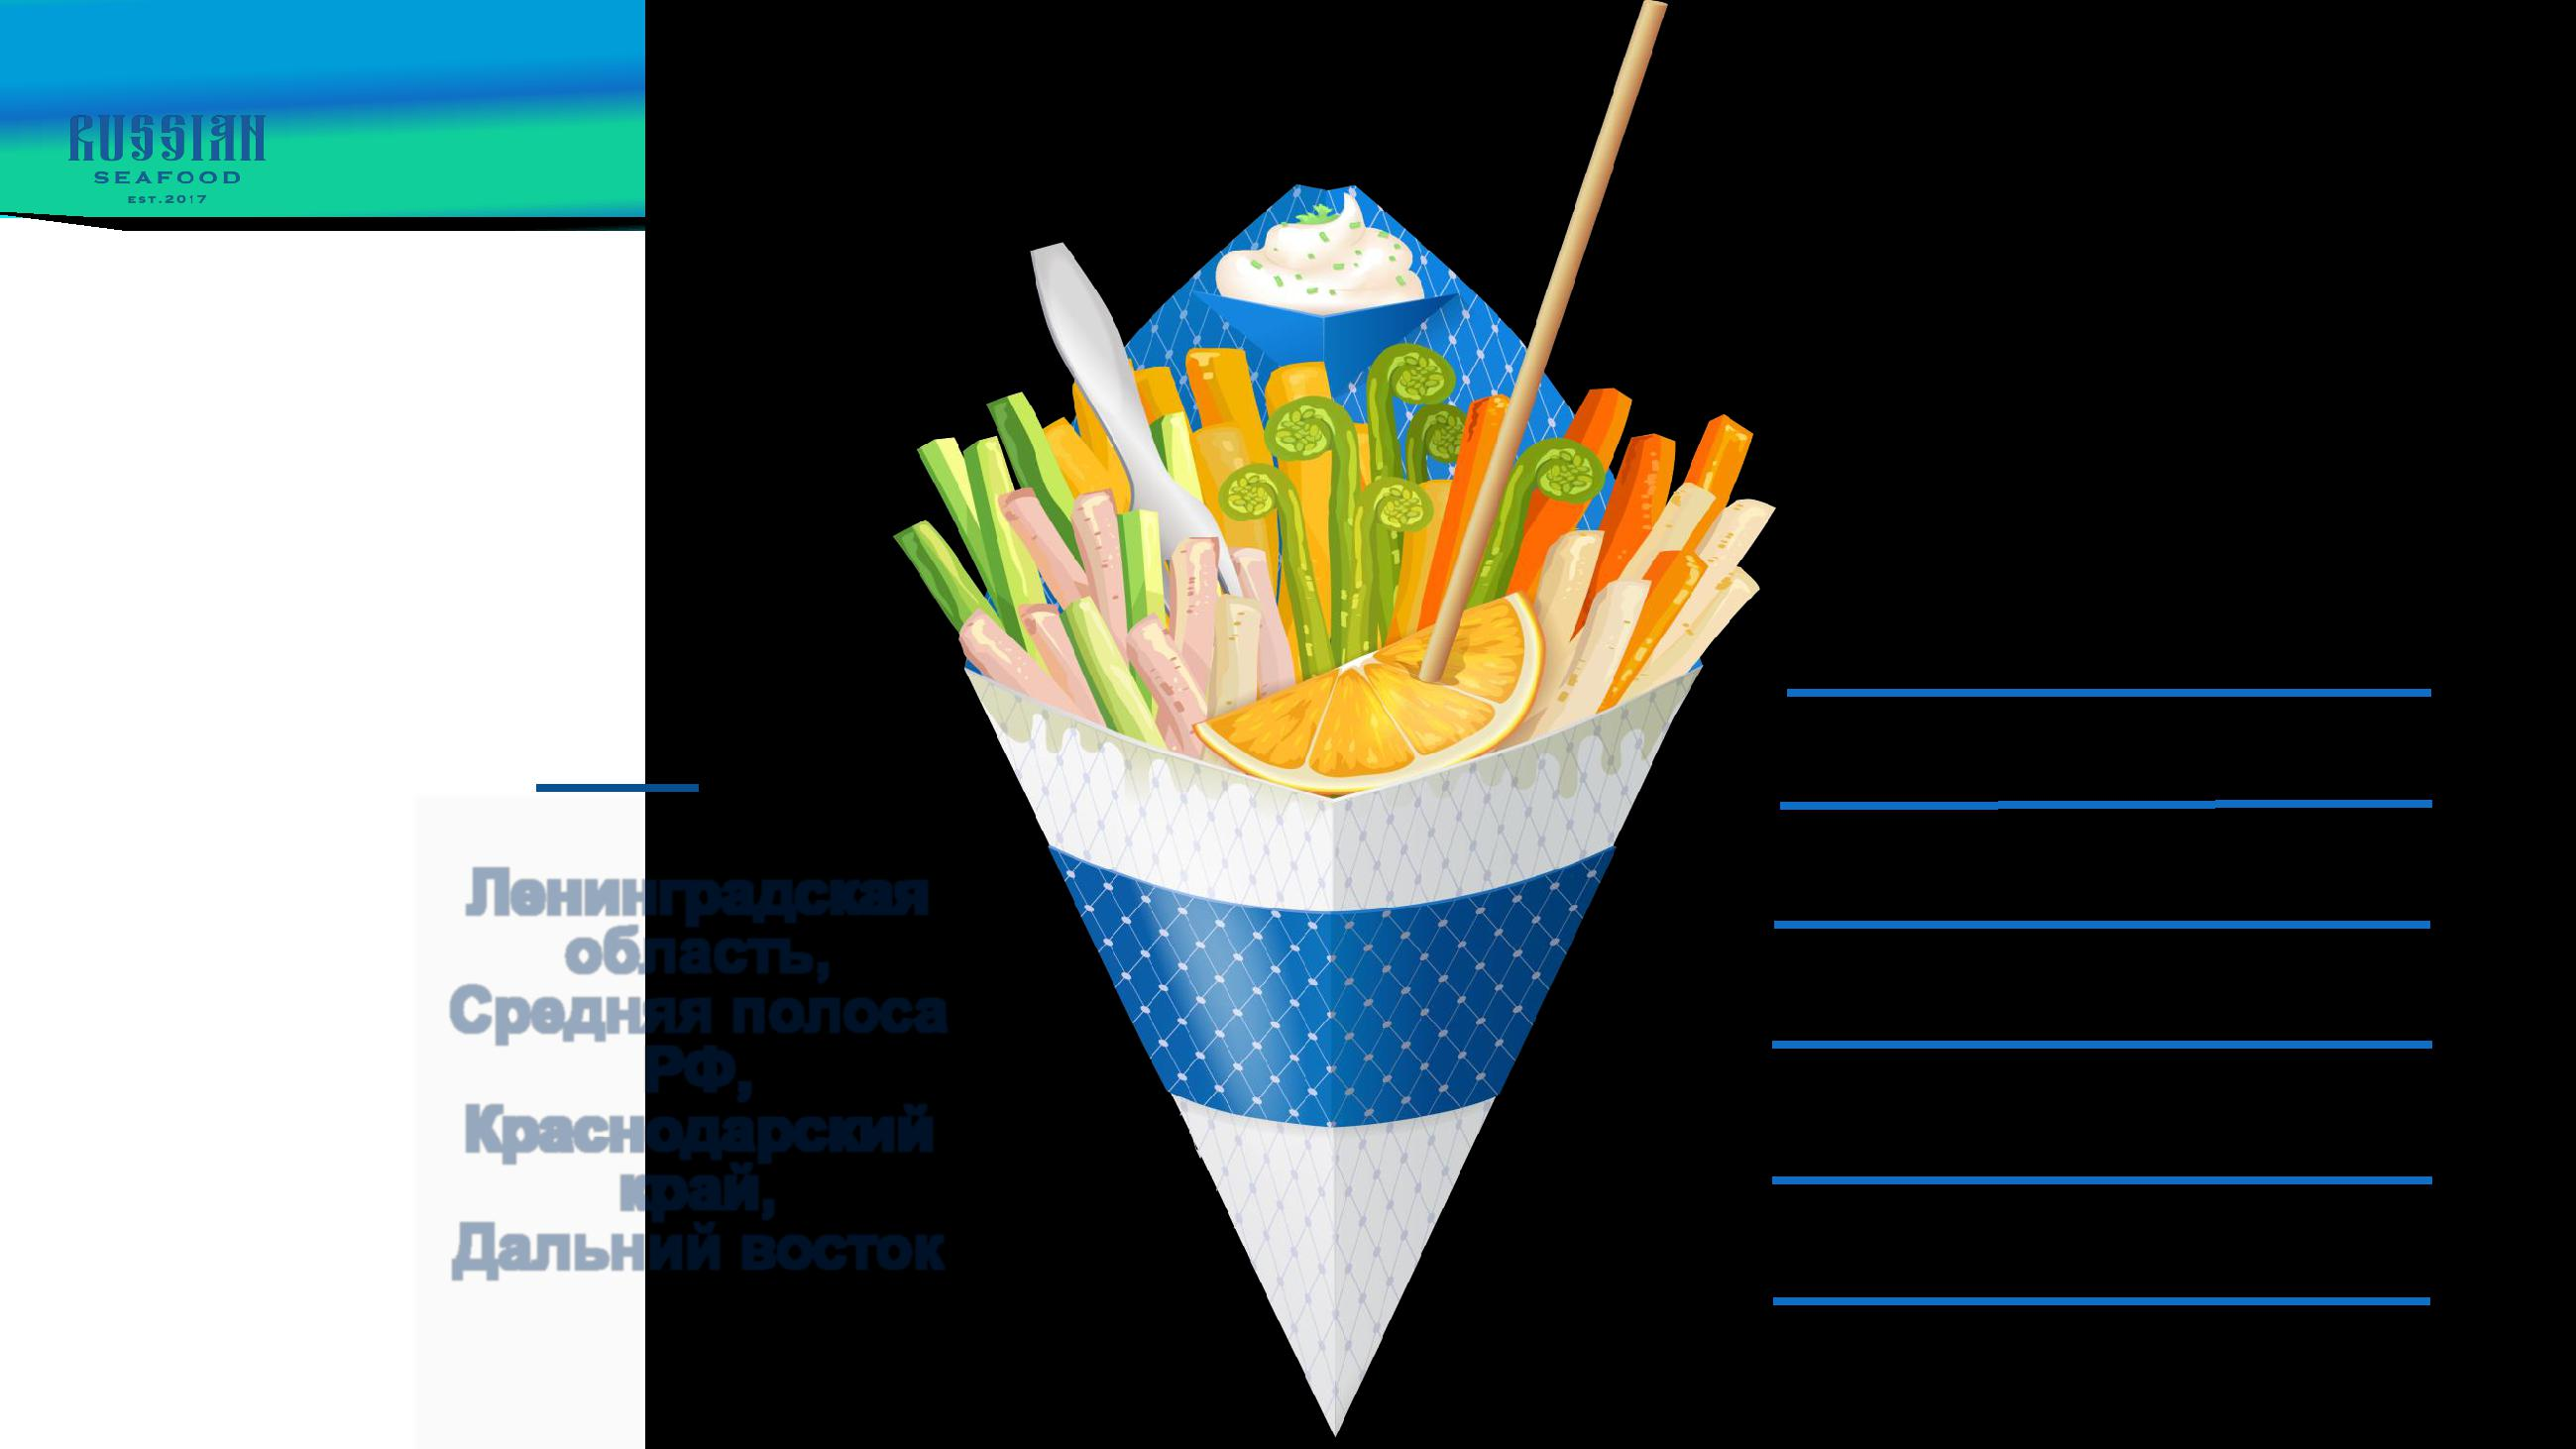 RUSSIAN
SEAFOOD
EST.2017
Ленинградская
область,
Средняя полоса
РФ,
Краснодарский
край,
Дальний восток